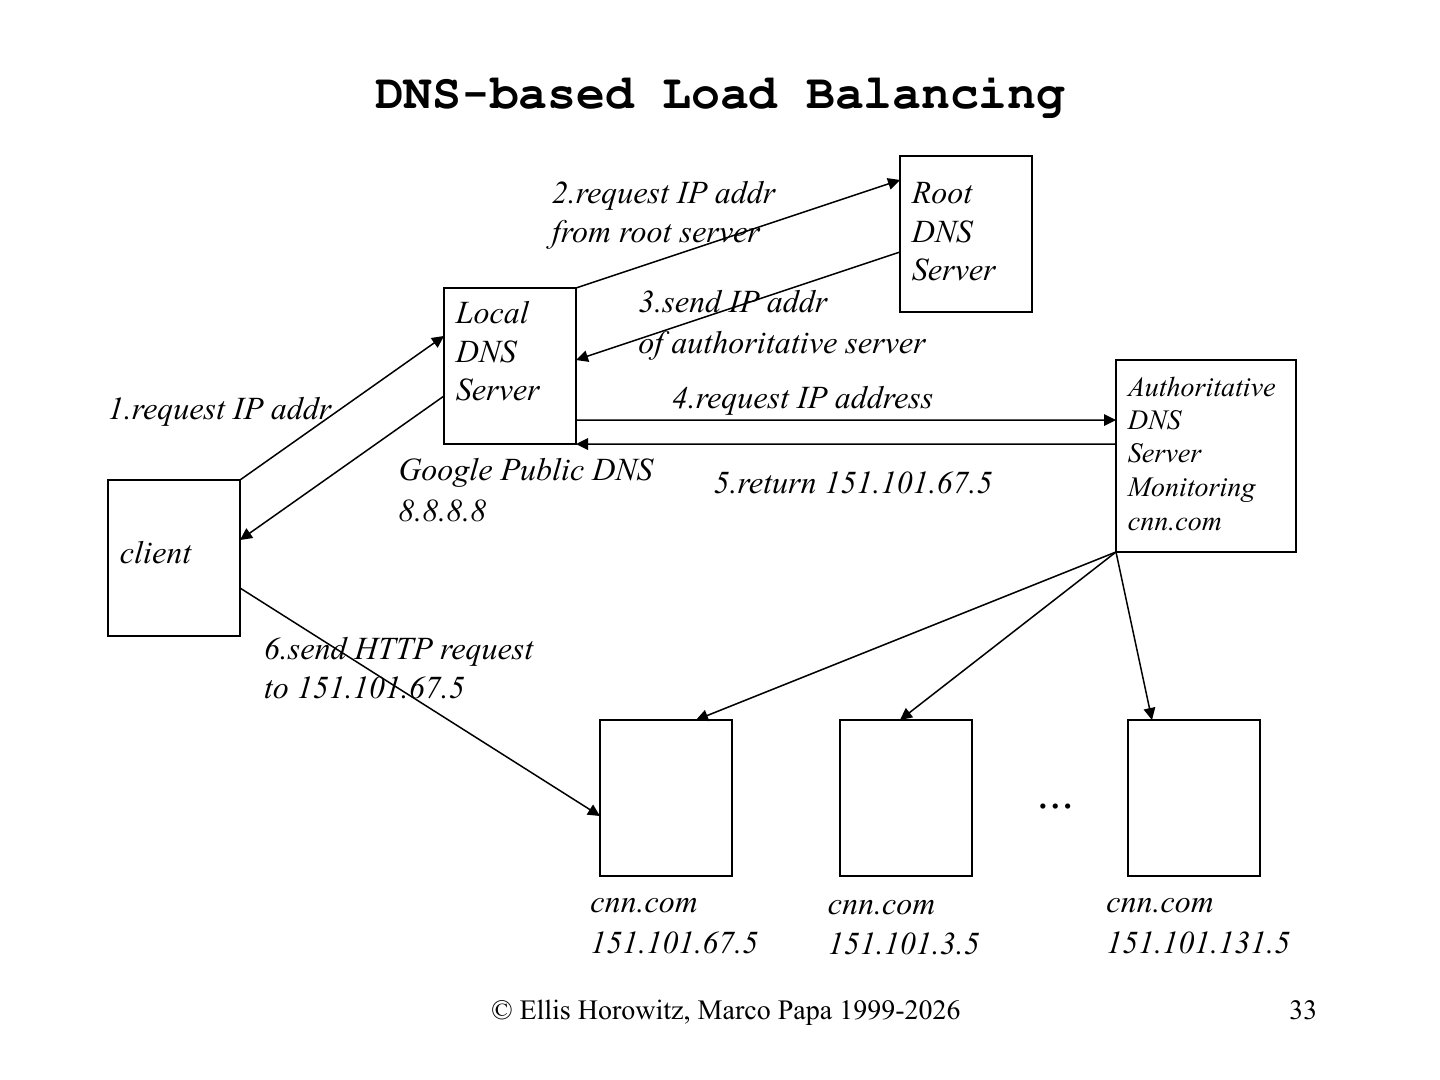 DNS-based Load Balancing
2.request IP addr
from root server
Root
DNS
Server
3.send IP addr
of authoritative server
Local
DNS
Server
1.request IP addr
4.request IP address
Authoritative
DNS
Server
Monitoring
cnn.com
Google Public DNS
8.8.8.8
5.return 151.101.67.5
client
6.send HTTP request
to 151.101.67.5
...
cnn.com
151.101.67.5
cnn.com
151.101.3.5
cnn.com
151.101.131.5
© Ellis Horowitz, Marco Papa 1999-2026
33